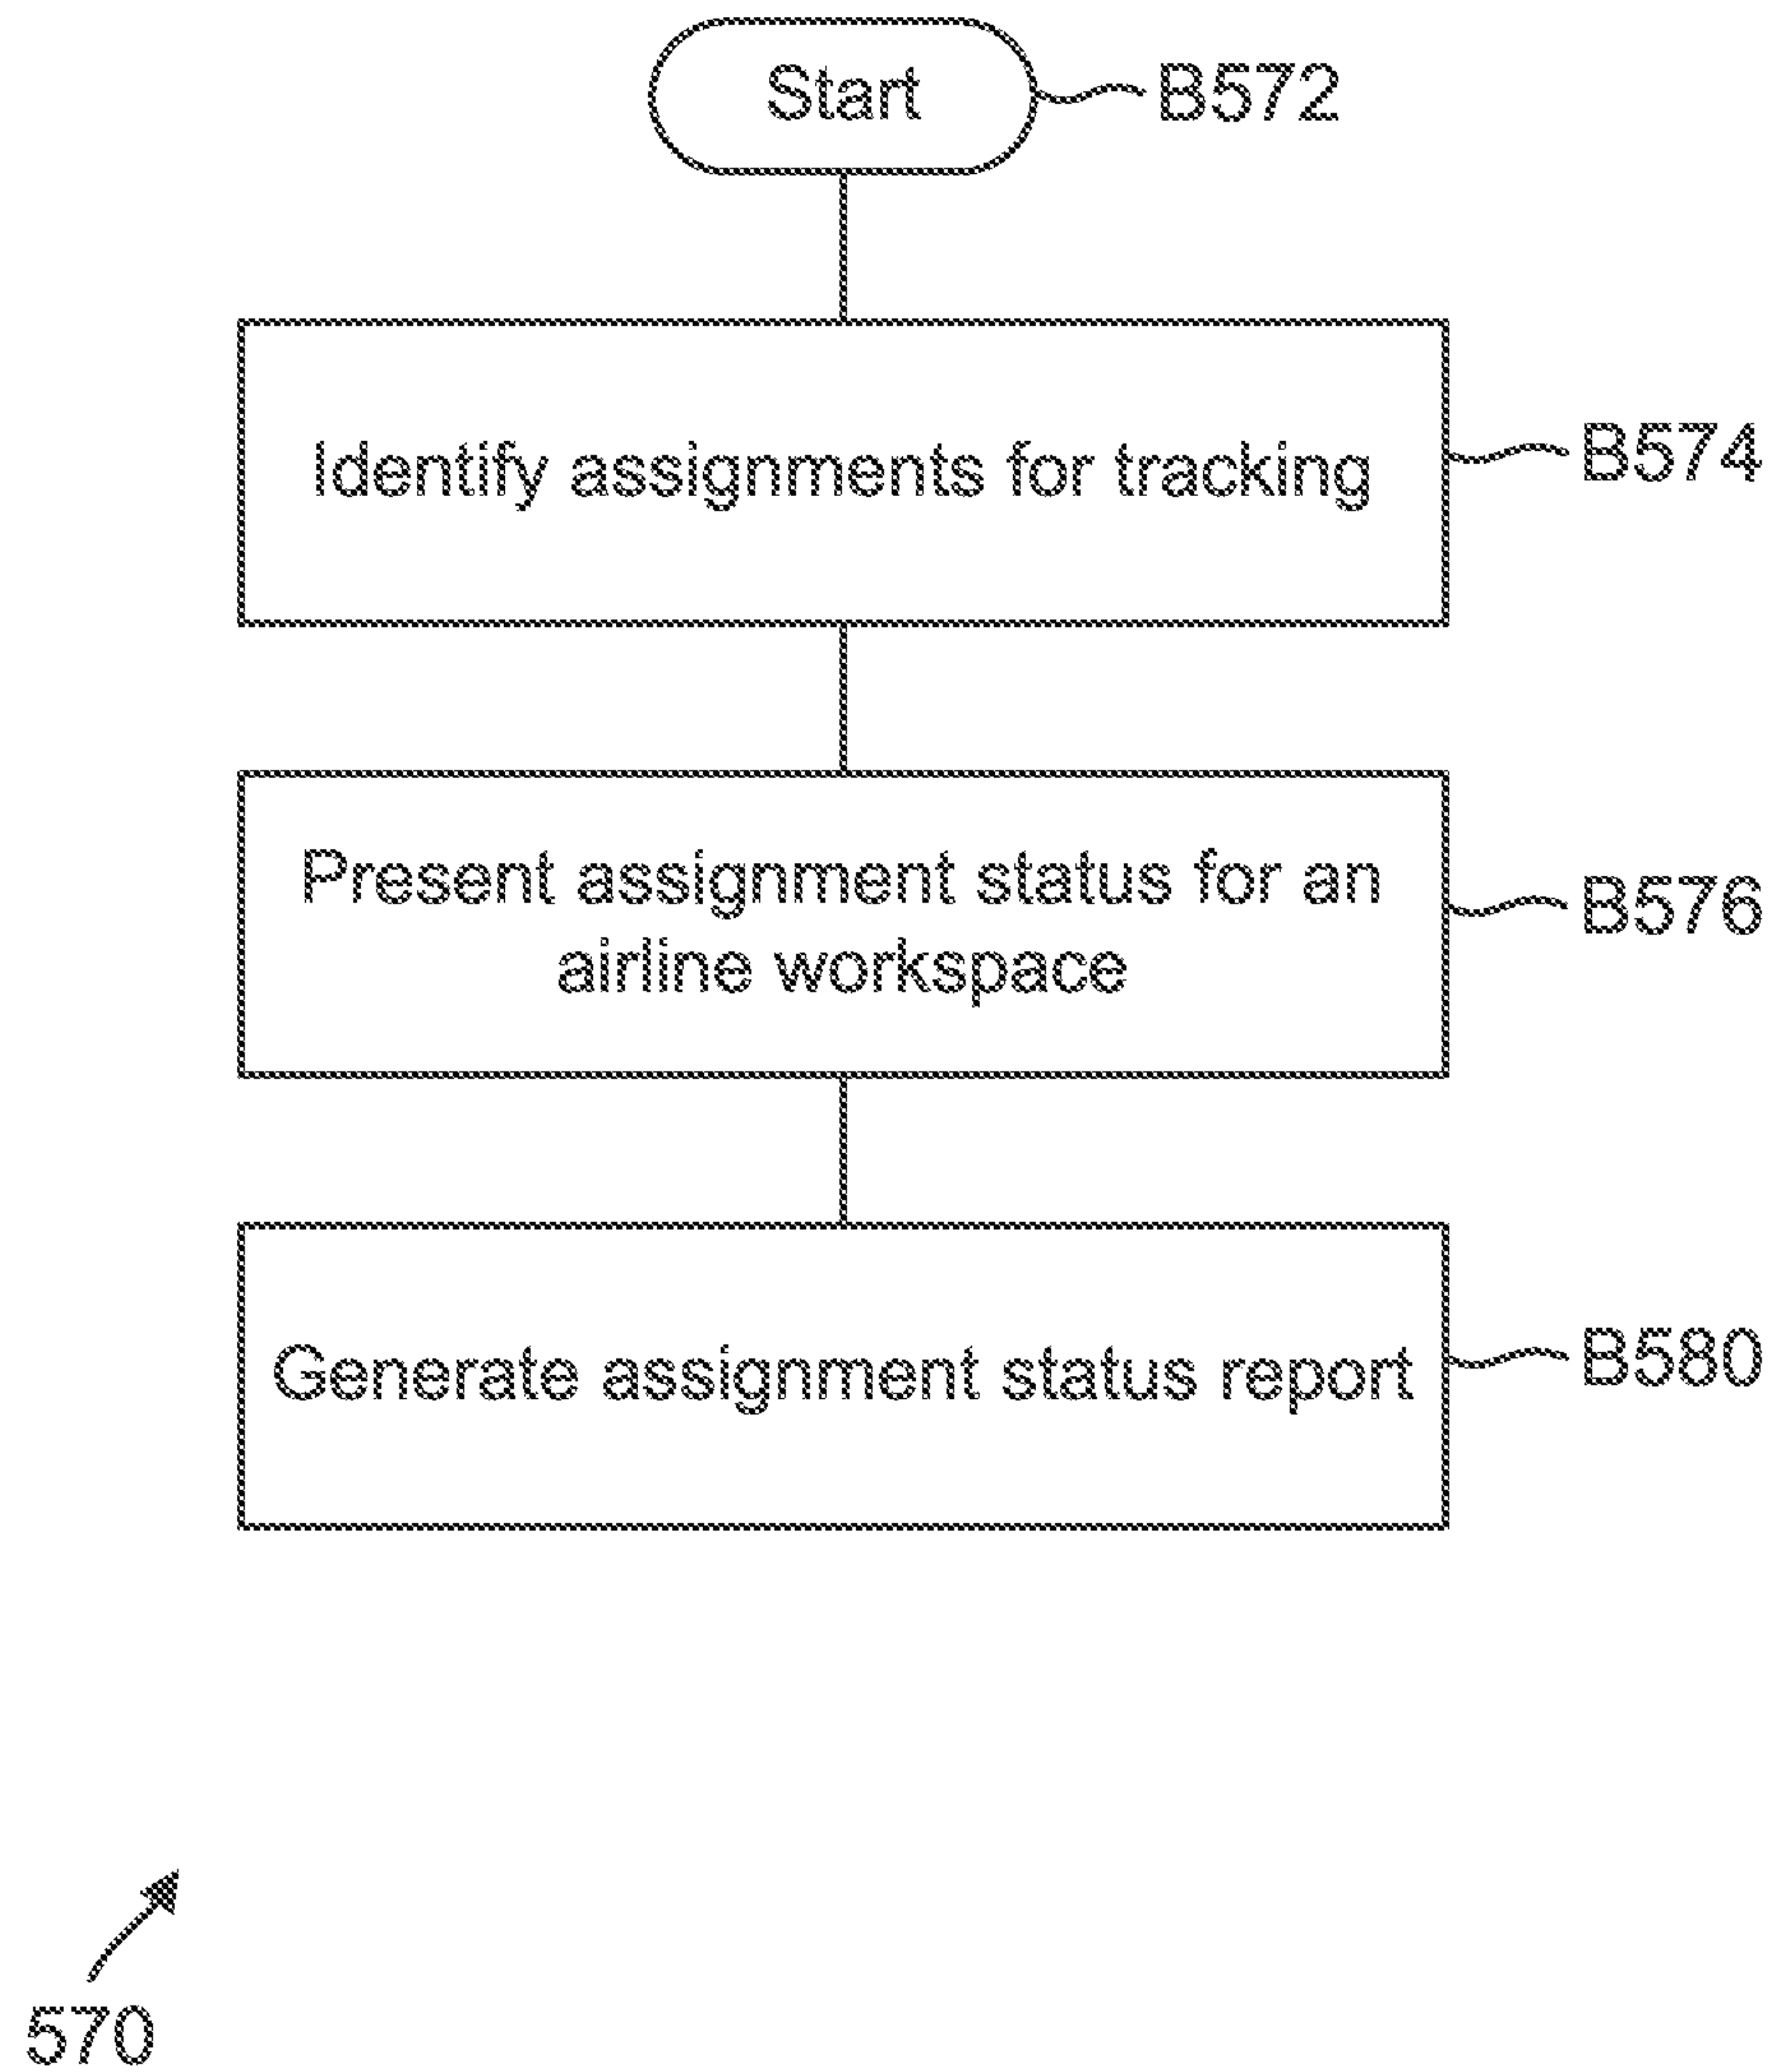 Start
B572
Identify assignments for tracking
B574
Present assignment status for an
airline workspace
B576
Generate assignment status report
B580
570